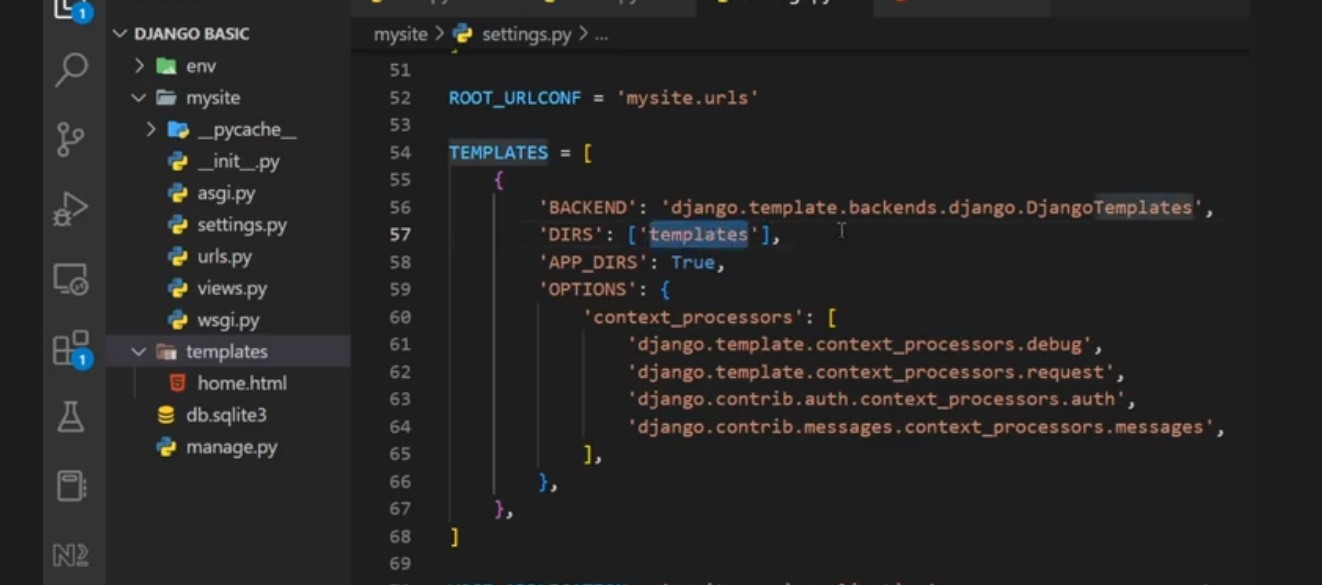 1
DJANGO BASIC
env
mysite
__pycache__
__init__.py
asgi.py
settings.py
urls.py
views.py
wsgi.py
templates
home.html
db.sqlite3
manage.py
1
mysite > settings.py > ...
51
52 ROOT_URLCONF = 'mysite.urls'
53
54 TEMPLATES = [
55 {
56 'BACKEND': 'django.template.backends.django.DjangoTemplates',
57 'DIRS': ['templates'],
58 'APP_DIRS': True,
59 'OPTIONS': {
60 'context_processors': [
61 'django.template.context_processors.debug',
62 'django.template.context_processors.request',
63 'django.contrib.auth.context_processors.auth',
64 'django.contrib.messages.context_processors.messages',
65 ],
66 },
67 },
68 ]
69